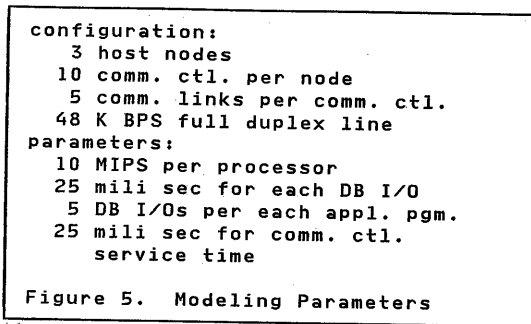 configuration:
3 host nodes
10 comm. ctl. per node
5 comm. links per comm. ctl.
48 K BPS full duplex line
parameters:
10 MIPS per processor
25 mili sec for each DB I/O
5 DB I/Os per each appl. pgm.
25 mili sec for comm. ctl.
service time
Figure 5. Modeling Parameters